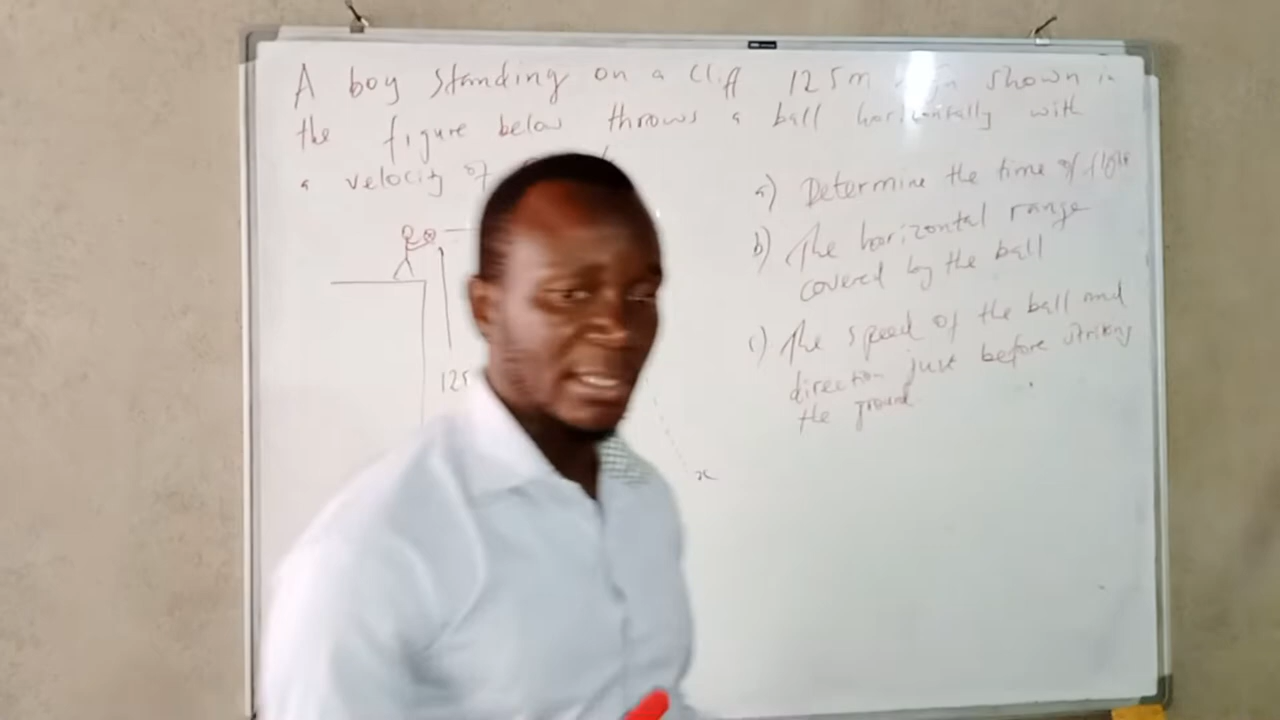 A boy standing on a cliff 125m shown in
the figure below throws a ball horizontally with
a velocity of
a) Determine the time of
b) The horizontal range
covered by the ball
c) The speed of the ball and
direction just before striking
the ground
125
x